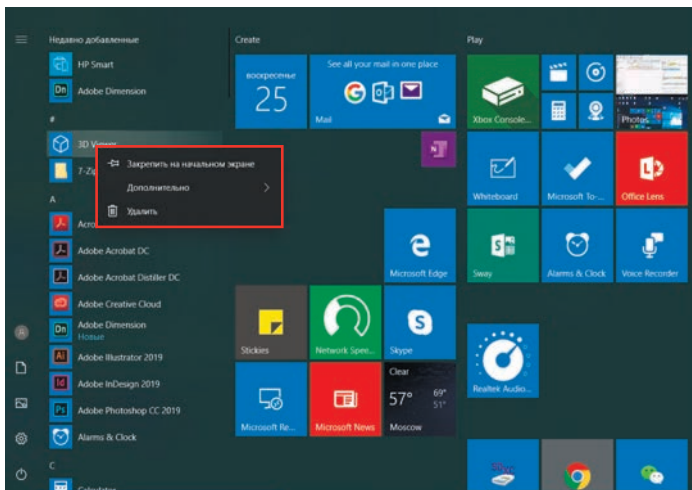 Недавно добавленные
HP Smart
Adobe Dimension
#
3D Viewer
7-Zip
Закрепить на начальном экране
Дополнительно
Удалить
A
Adobe Acrobat DC
Adobe Acrobat Distiller DC
Adobe Creative Cloud
Adobe Dimension
Новые
Adobe Illustrator 2019
Adobe InDesign 2019
Adobe Photoshop CC 2019
Alarms & Clock
C
Calculator
Create
воскресенье
25
See all your mail in one place
Mail
Microsoft Edge
Stickies
Network Spee...
Skype
Microsoft Re...
Microsoft News
Clear
57° 69°
51°
Moscow
Play
Xbox Console...
Photos
Whiteboard
Microsoft To-...
Office Lens
Sway
Alarms & Clock
Voice Recorder
Realtek Audio...